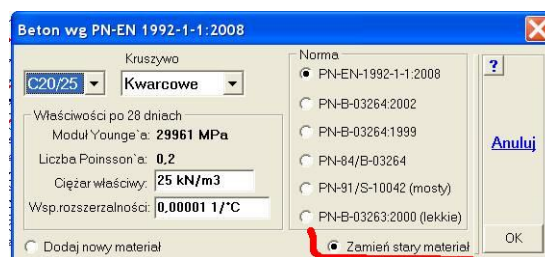 Beton wg PN-EN 1992-1-1:2008
Kruszywo
C20/25
Kwarcowe
Właściwości po 28 dniach
Moduł Younge`a: 29961 MPa
Liczba Poinsson`a: 0,2
Ciężar właściwy: 25 kN/m3
Wsp.rozszerzalności: 0,00001 1/°C
Norma
PN-EN-1992-1-1:2008
PN-B-03264:2002
PN-B-03264:1999
PN-84/B-03264
PN-91/S-10042 (mosty)
PN-B-03263:2000 (lekkie)
?
Anuluj
Dodaj nowy materiał
Zamień stary materiał
OK